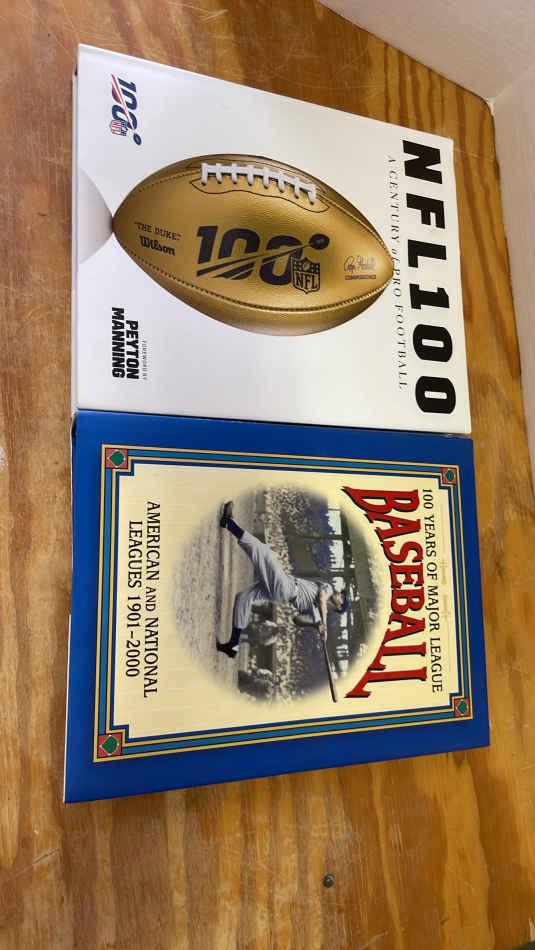 NFL100
A CENTURY of PRO FOOTBALL
"THE DUKE"
Wilson
100
NFL
COMMISSIONER
100
NFL
FOREWORD BY
PEYTON
MANNING
100 YEARS OF MAJOR LEAGUE
BASEBALL
AMERICAN AND NATIONAL
LEAGUES 1901–2000